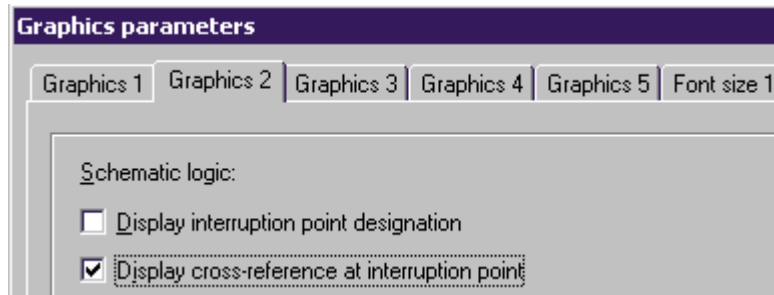 Graphics parameters
Graphics 1 Graphics 2 Graphics 3 Graphics 4 Graphics 5 Font size 1
Schematic logic:
Display interruption point designation
Display cross-reference at interruption point